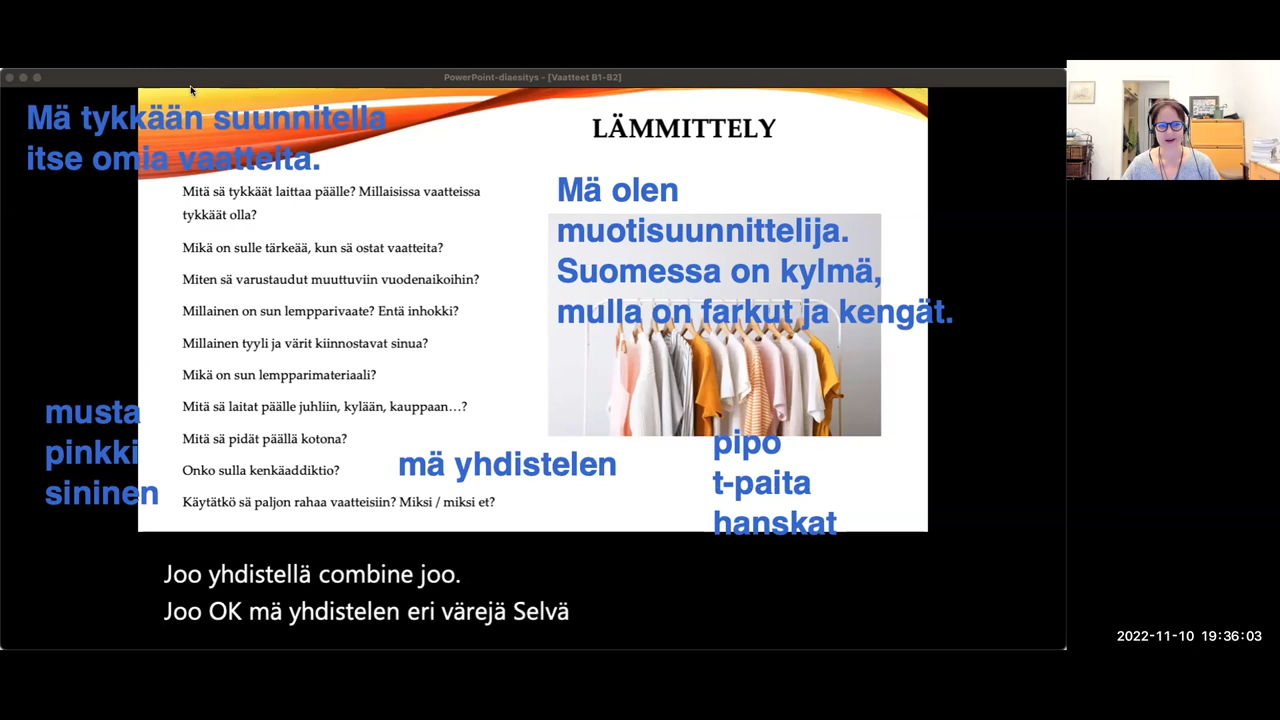 PowerPoint-diaesitys - [Vaatteet B1-B2]
Mä tykkään suunnitella
itse omia vaatteita.
LÄMMITTELY
Mitä sä tykkäät laittaa päälle? Millaisissa vaatteissa
tykkäät olla?
Mikä on sulle tärkeää, kun sä ostat vaatteita?
Miten sä varustaudut muuttuviin vuodenaikoihin?
Millainen on sun lempparivaate? Entä inhokki?
Millainen tyyli ja värit kiinnostavat sinua?
Mikä on sun lempparimateriaali?
Mitä sä laitat päälle juhliin, kylään, kauppaan…?
Mitä sä pidät päällä kotona?
Onko sulla kenkäaddiktio?
Käytätkö sä paljon rahaa vaatteisiin? Miksi / miksi et?
Mä olen
muotisuunnittelija.
Suomessa on kylmä,
mulla on farkut ja kengät.
musta
pinkki
sininen
mä yhdistelen
pipo
t-paita
hanskat
Joo yhdistellä combine joo.
Joo OK mä yhdistelen eri värejä Selvä
2022-11-10 19:36:03